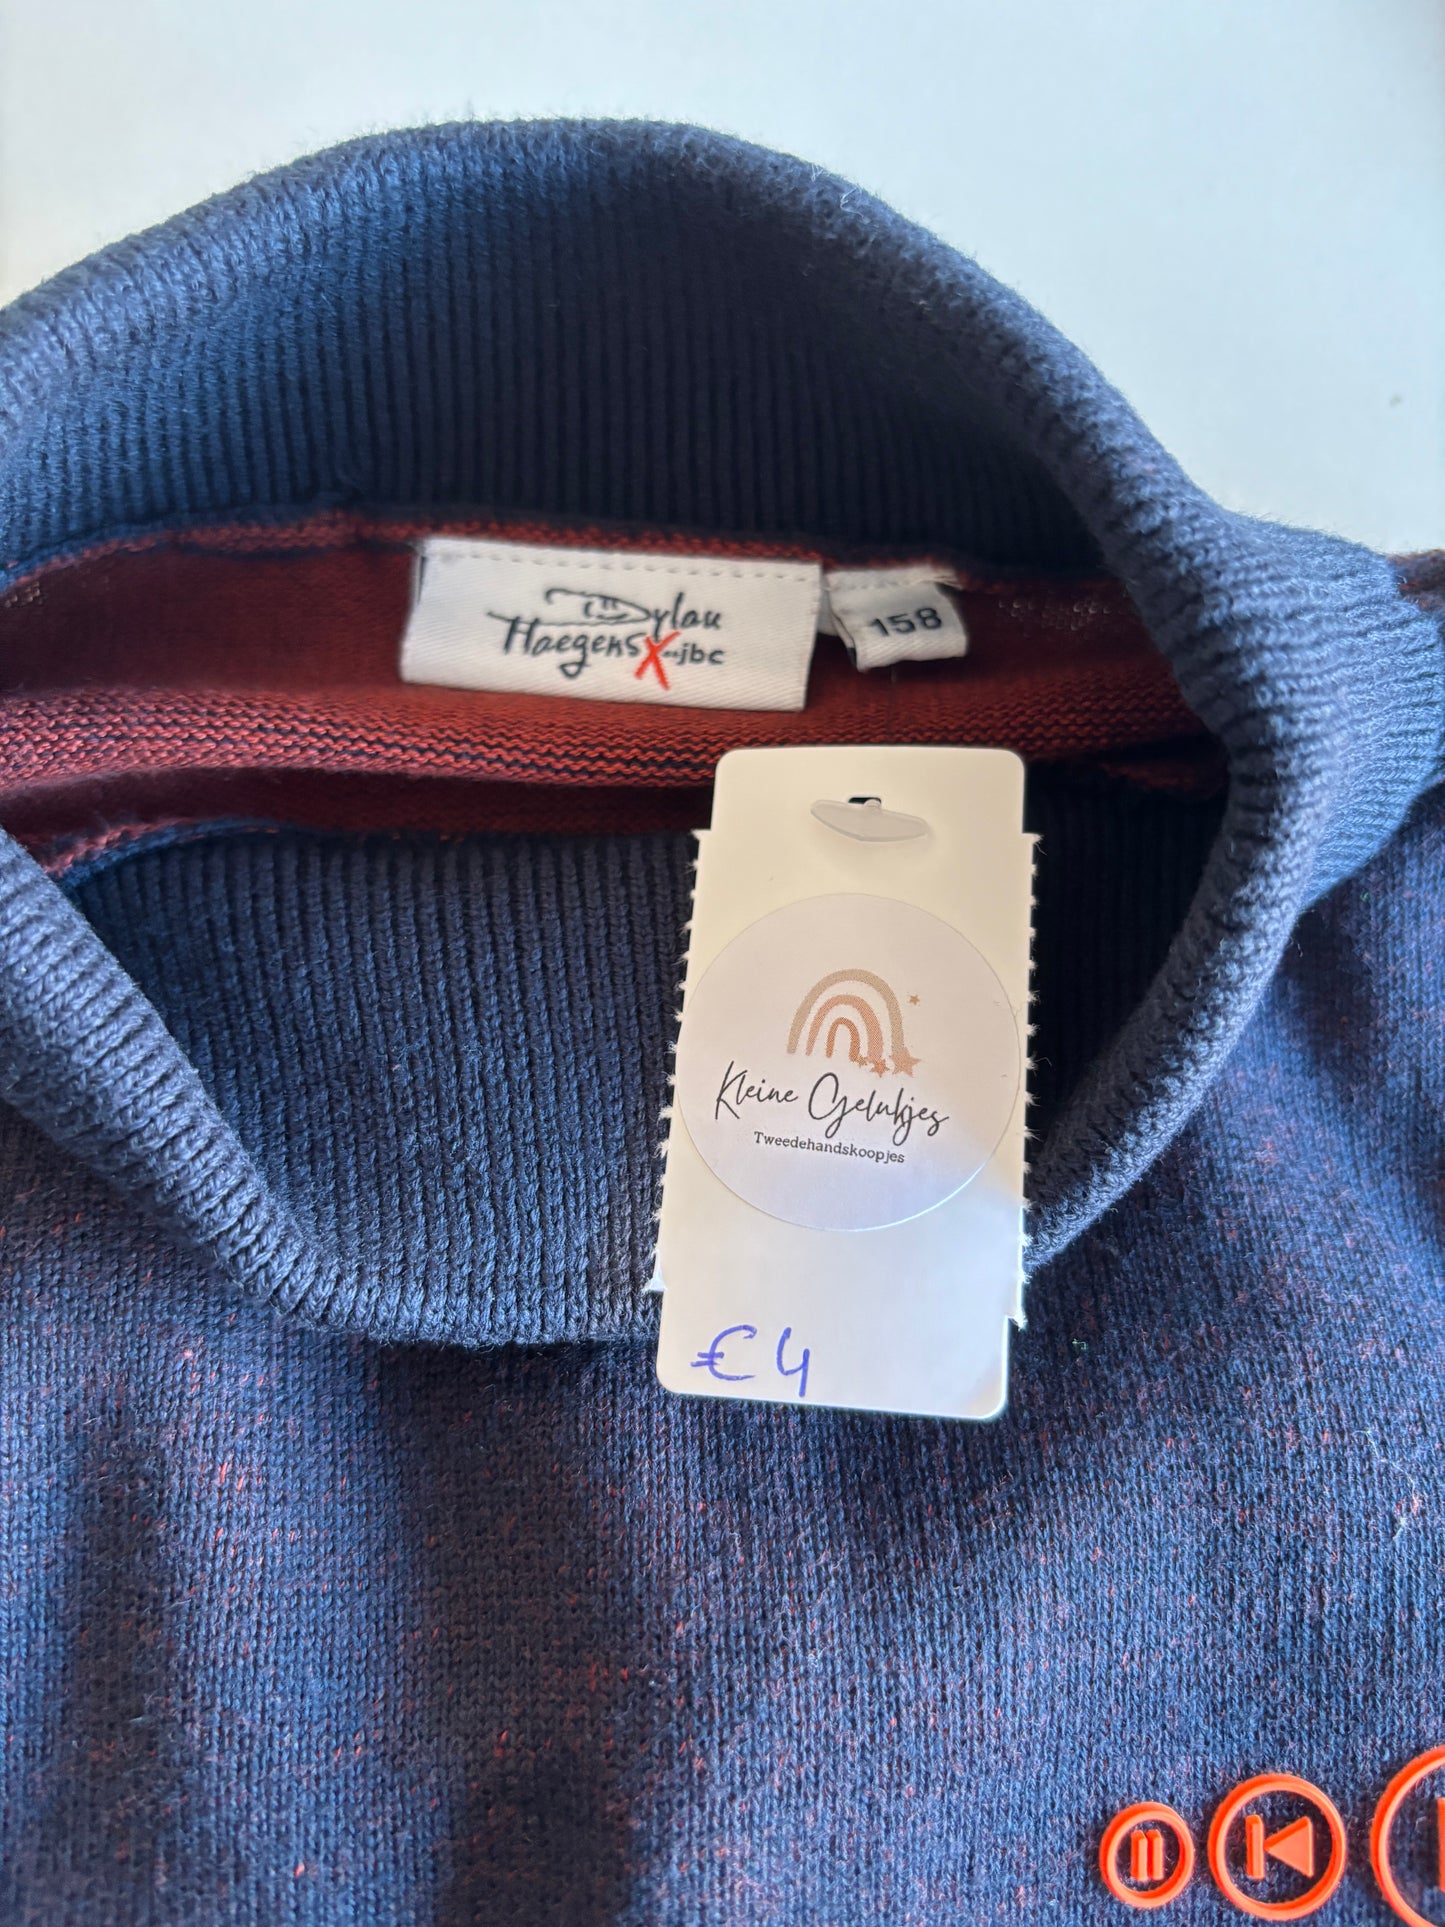 Dylan
Haegens X--jbc
158
Kleine Gelukjes
Tweedehandskoopjes
€4